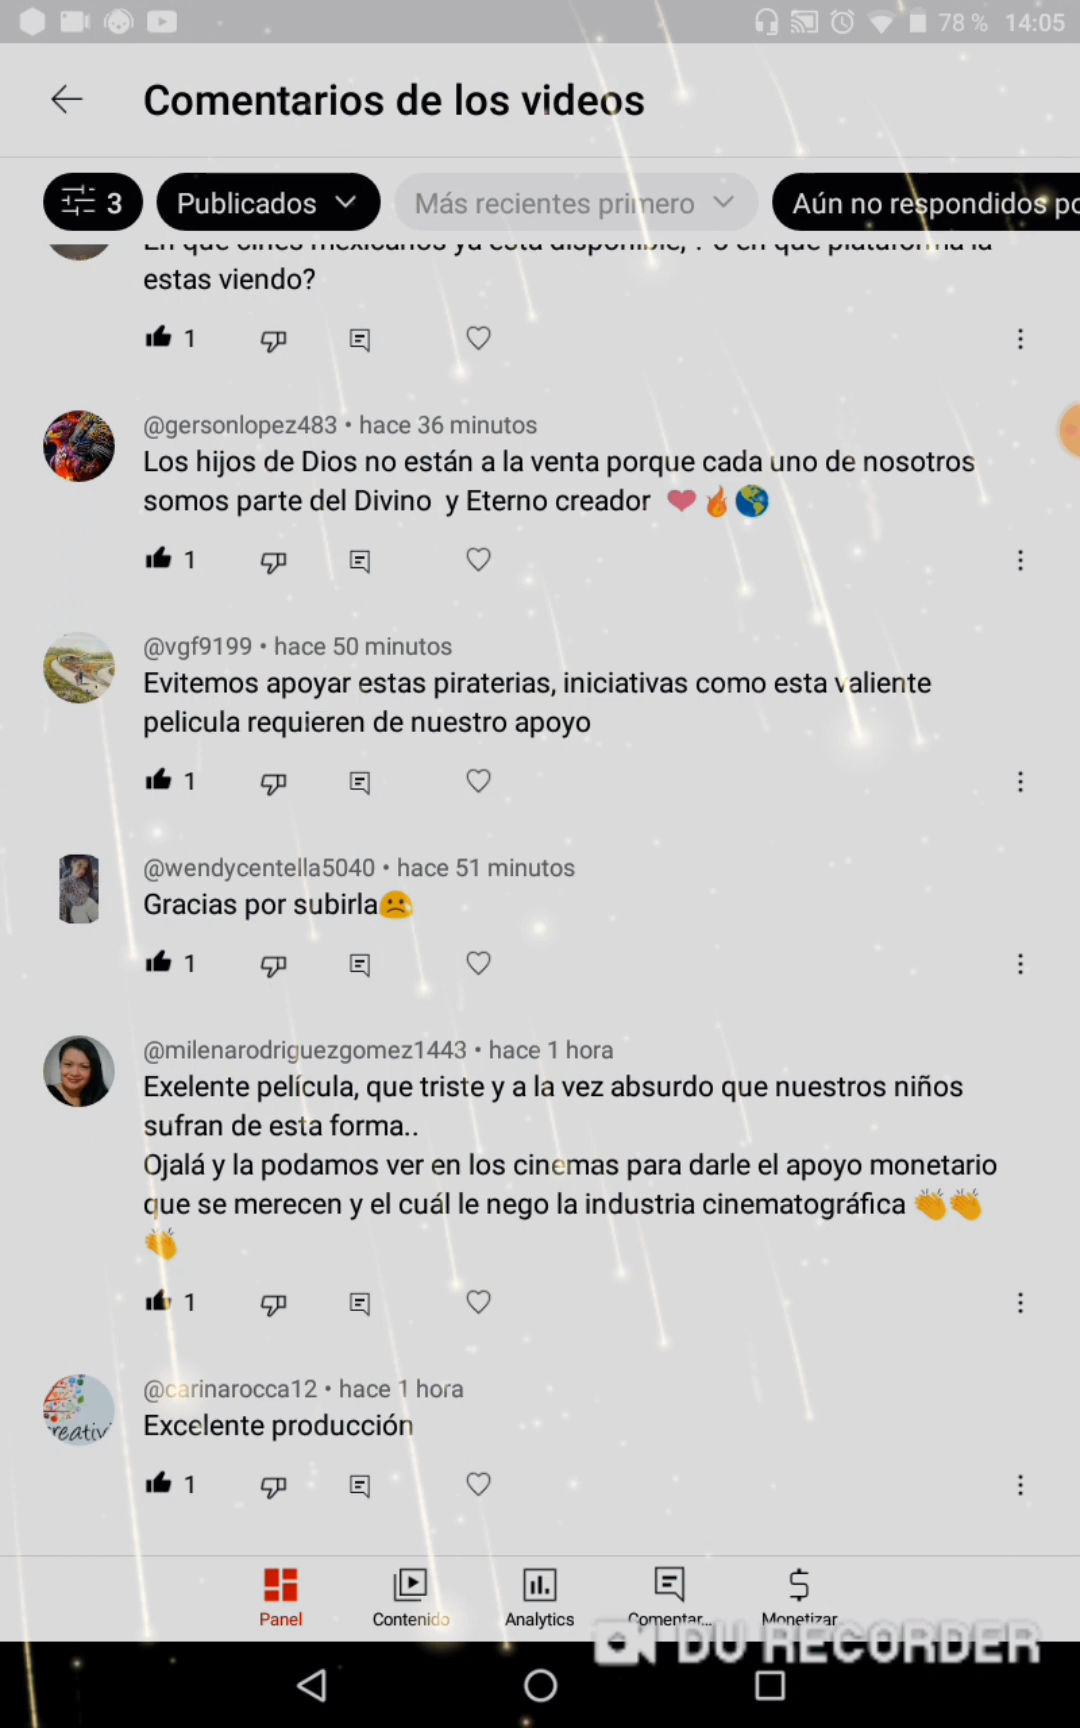 78 % 14:05
Comentarios de los videos
3 Publicados Más recientes primero Aún no respondidos po
En que cines mexicanos ya está disponible, ? O en que plataforma la
estas viendo?
1
@gersonlopez483 • hace 36 minutos
Los hijos de Dios no están a la venta porque cada uno de nosotros
somos parte del Divino y Eterno creador ❤🔥🌎
1
@vgf9199 • hace 50 minutos
Evitemos apoyar estas piraterias, iniciativas como esta valiente
pelicula requieren de nuestro apoyo
1
@wendycentella5040 • hace 51 minutos
Gracias por subirla
1
@milenarodriguezgomez1443 • hace 1 hora
Exelente película, que triste y a la vez absurdo que nuestros niños
sufran de esta forma..
Ojalá y la podamos ver en los cinemas para darle el apoyo monetario
que se merecen y el cuál le nego la industria cinematográfica 👏👏
👏
1
@carinarocca12 • hace 1 hora
reativ
Excelente producción
1
Panel Contenido Analytics Comentar... Monetizar
DU RECORDER